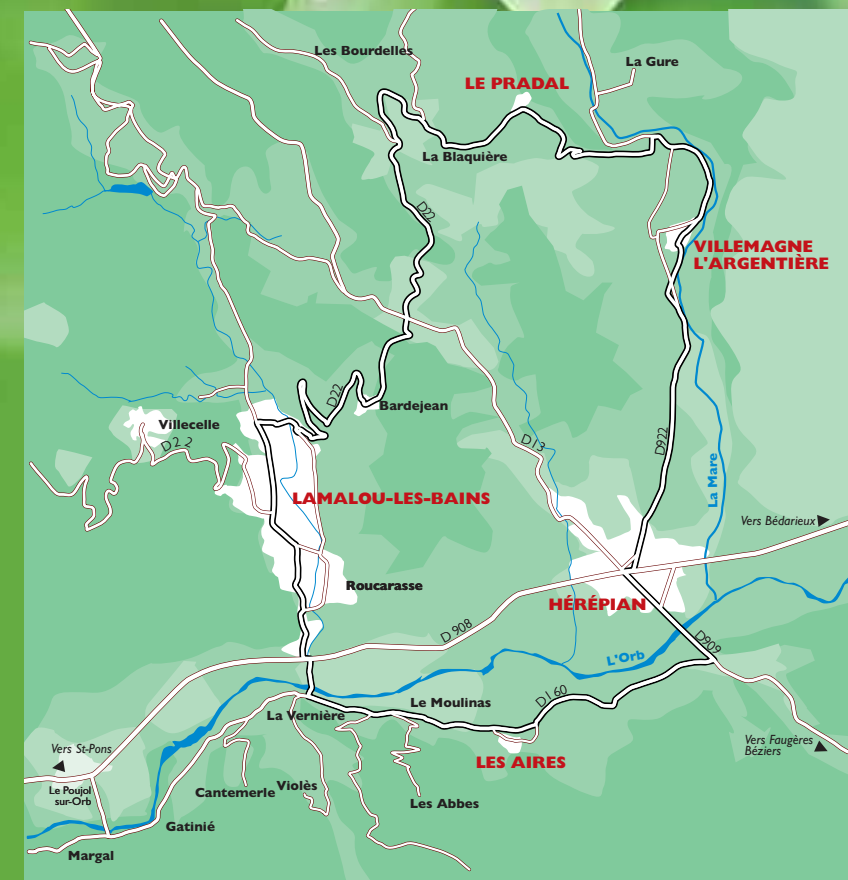 Les Bourdelles
La Gure
LE PRADAL
La Blaquière
D22
VILLEMAGNE
L'ARGENTIÈRE
D22
Bardejean
Villecelle
D22
D13
D922
La Mare
LAMALOU-LES-BAINS
Vers Bédarieux
Roucarasse
HÉRÉPIAN
D 908
D909
L'Orb
D160
Le Moulinas
La Vernière
Vers St-Pons
LES AIRES
Vers Faugères
Béziers
Le Poujol
sur-Orb
Cantemerle
Violès
Les Abbes
Gatinié
Margal